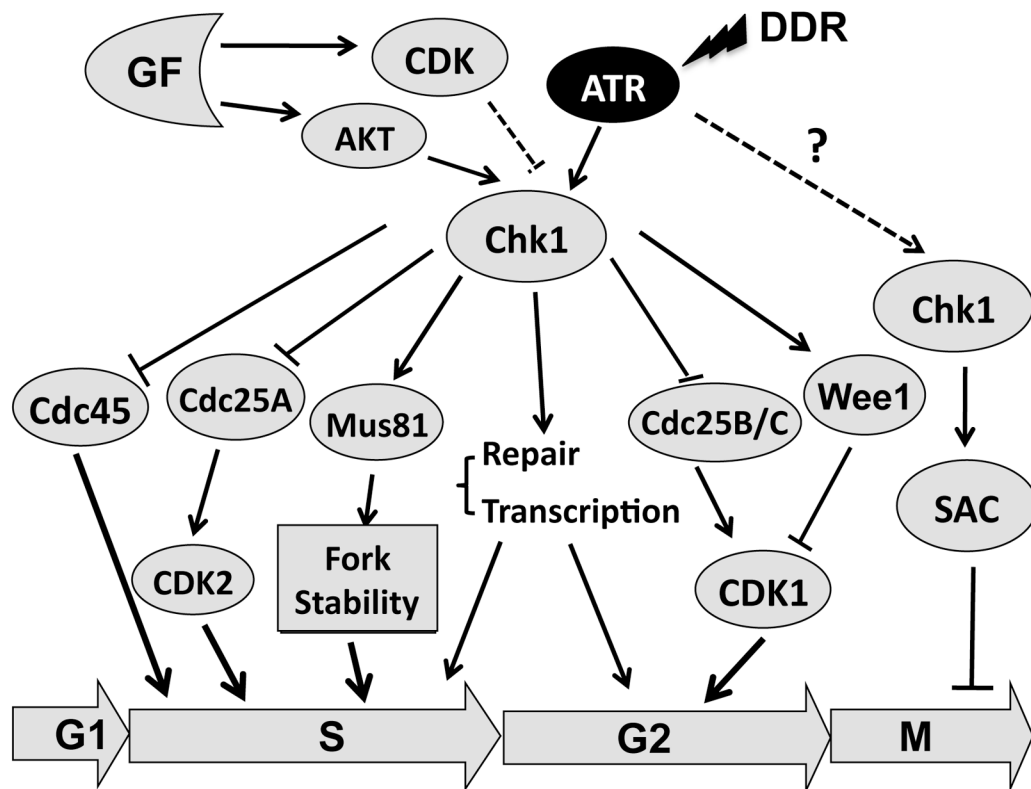 DDR
GF
CDK
ATR
AKT
?
Chk1
Chk1
Cdc45
Cdc25A
Mus81
Cdc25B/C
Wee1
Repair
Transcription
SAC
CDK2
Fork
Stability
CDK1
G1
S
G2
M